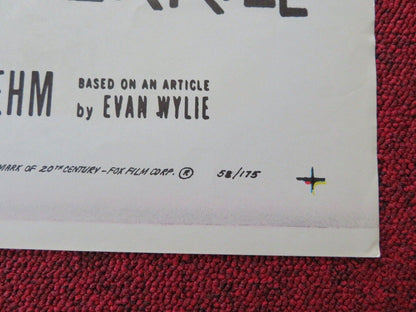 EHM
BASED ON AN ARTICLE
by EVAN WYLIE
MARK OF 20TH CENTURY-FOX FILM CORP. ® 58/175